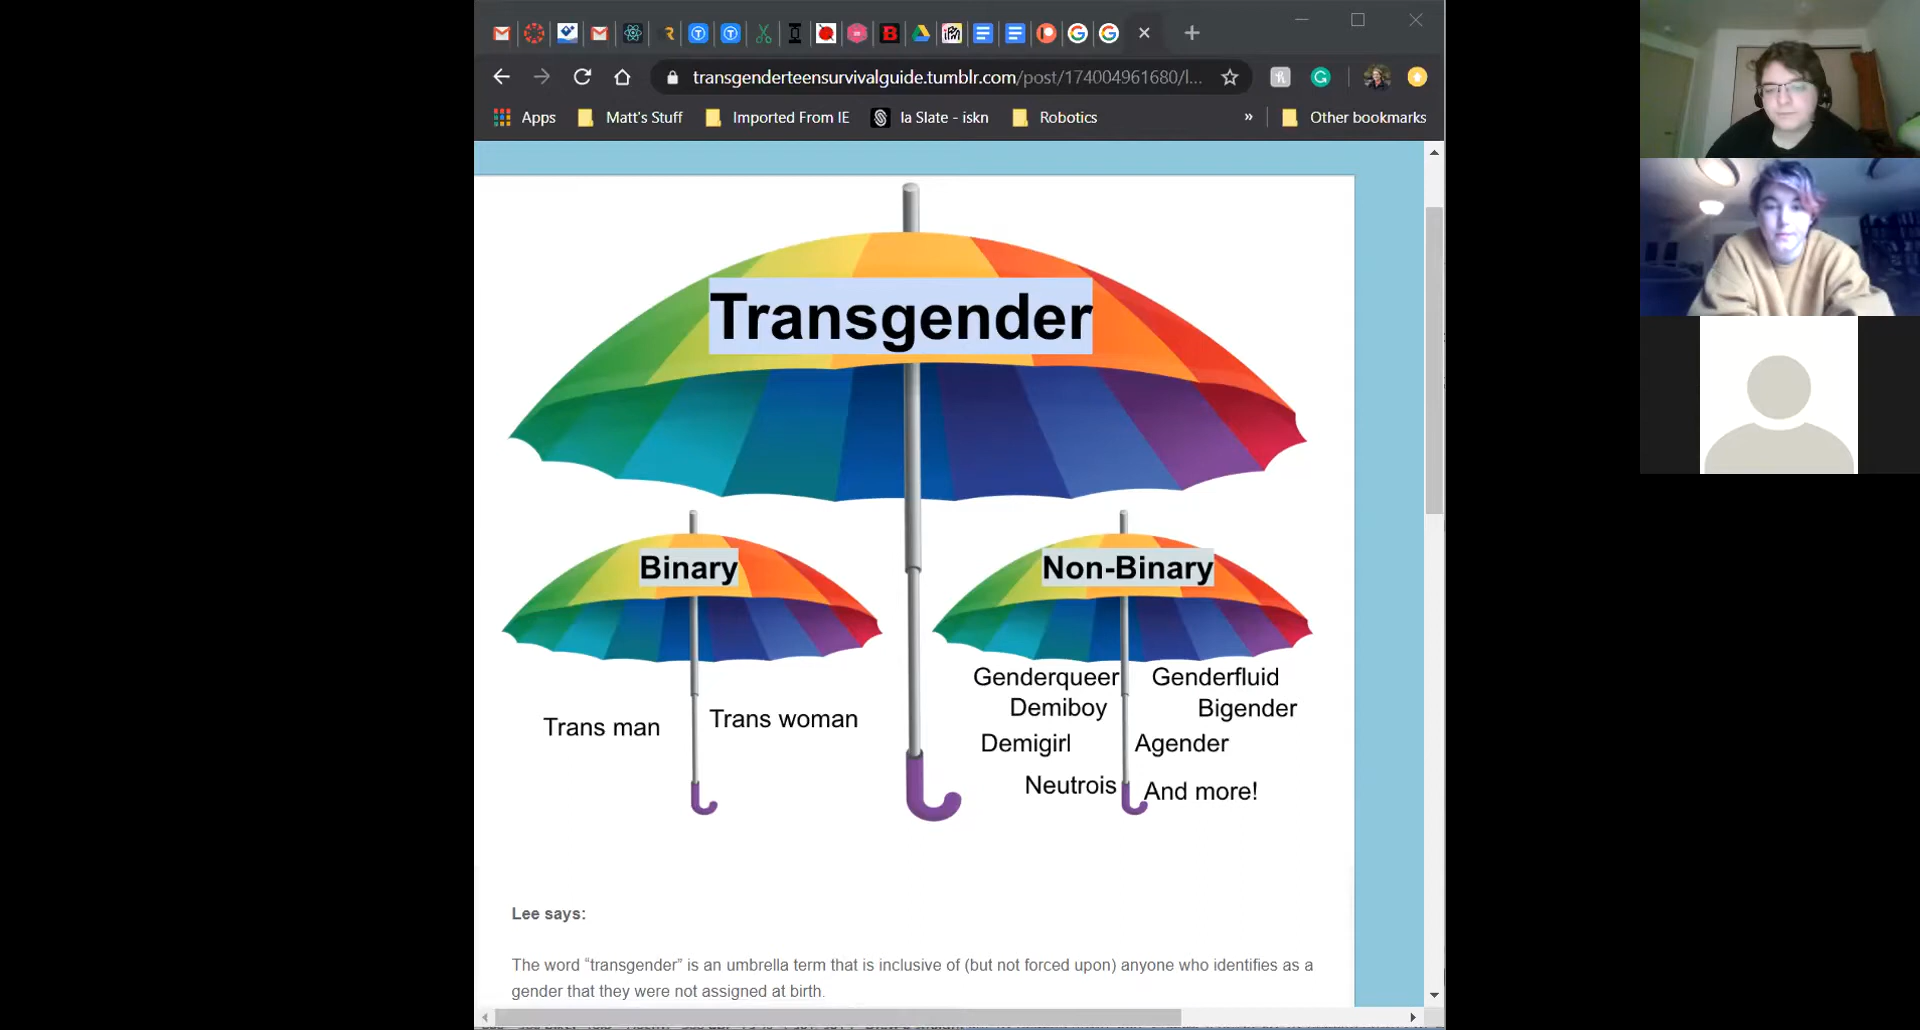 transgenderteensurvivalguide.tumblr.com/post/174004961680/l...
Apps Matt's Stuff Imported From IE la Slate - iskn Robotics » Other bookmarks
Transgender
Binary Non-Binary
Genderqueer Genderfluid
Demiboy Bigender
Trans man Trans woman
Demigirl Agender
Neutrois And more!
Lee says:
The word “transgender” is an umbrella term that is inclusive of (but not forced upon) anyone who identifies as a
gender that they were not assigned at birth.